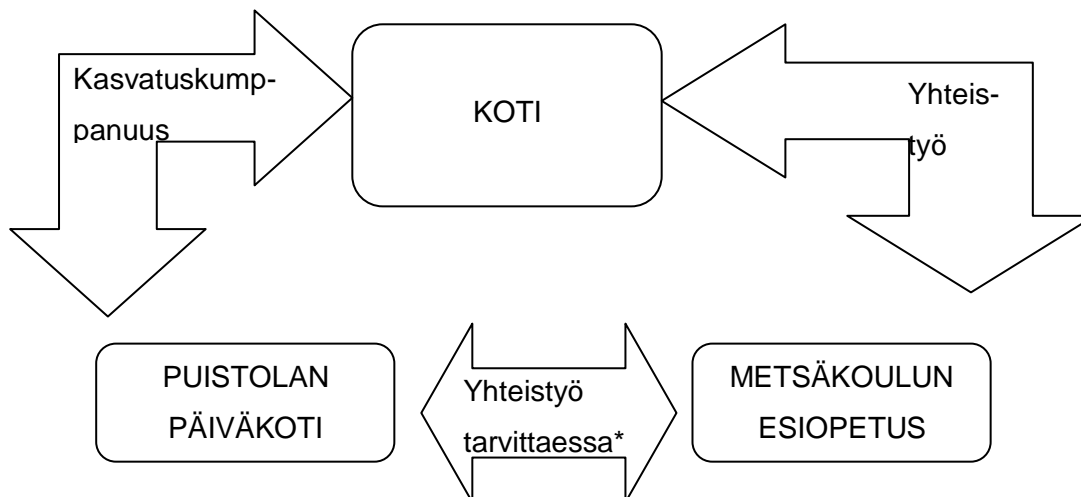 Kasvatuskump-
panuus
KOTI
Yhteis-
työ
PUISTOLAN
PÄIVÄKOTI
Yhteistyö
tarvittaessa*
METSÄKOULUN
ESIOPETUS